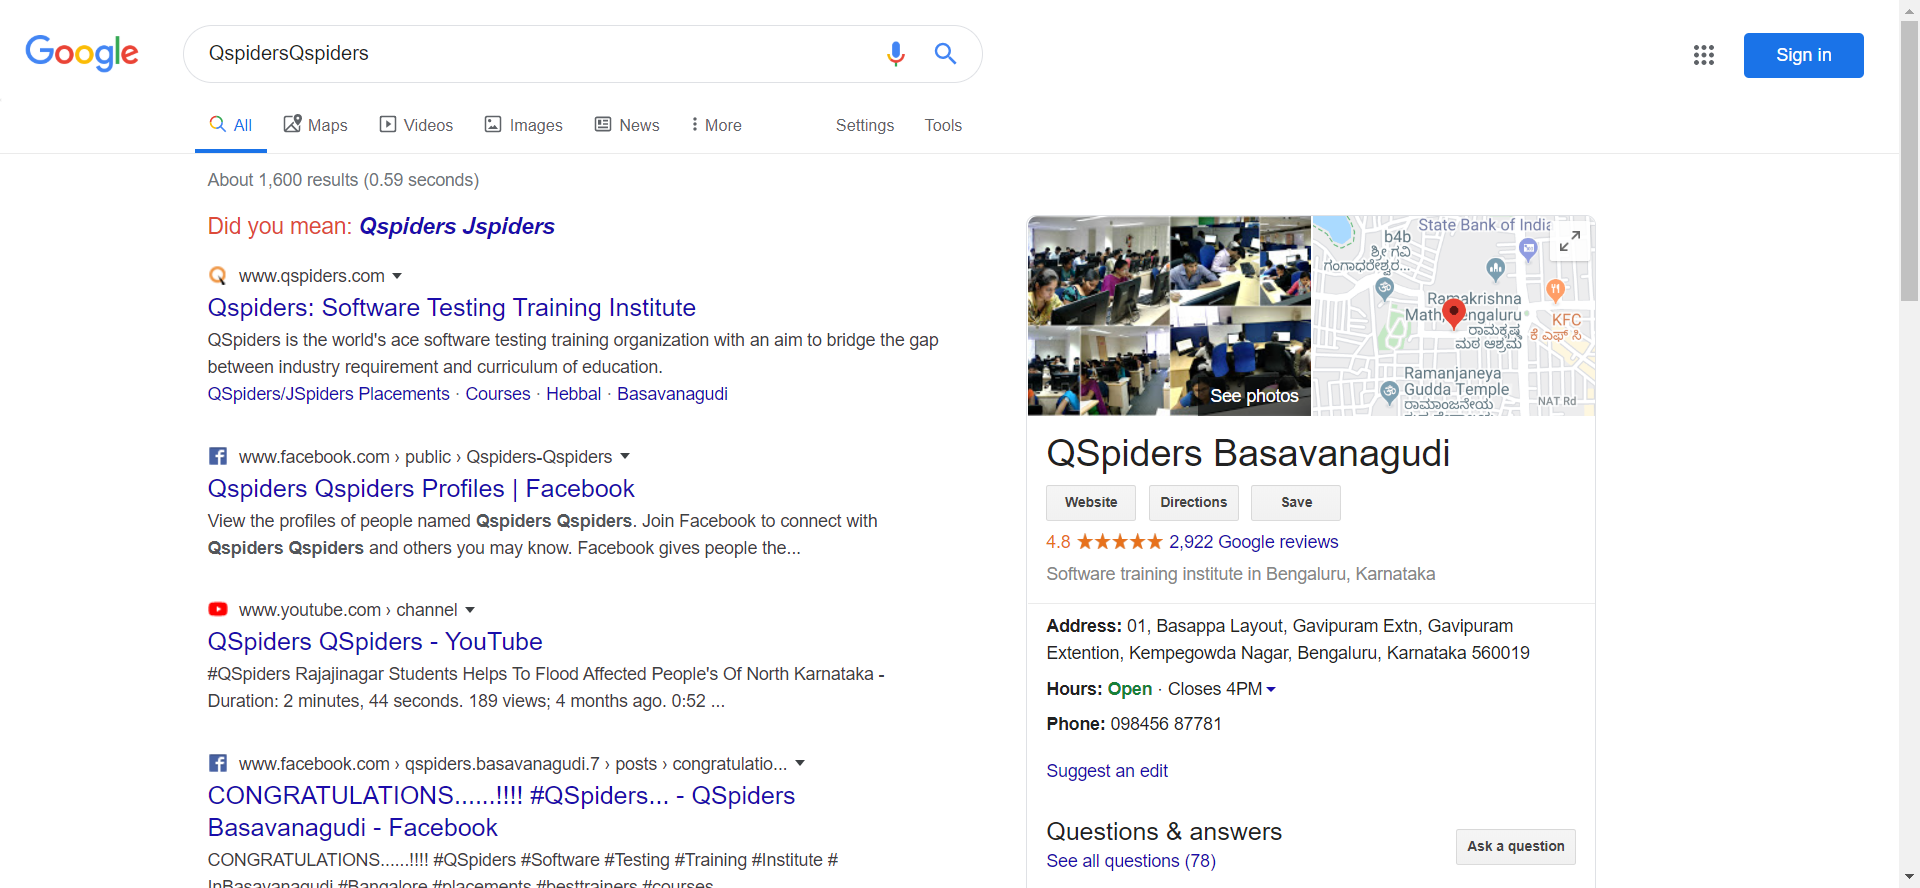 Google
QspidersQspiders
Sign in
All
Maps
Videos
Images
News
More
Settings
Tools
About 1,600 results (0.59 seconds)
Did you mean: Qspiders Jspiders
www.qspiders.com
Qspiders: Software Testing Training Institute
QSpiders is the world's ace software testing training organization with an aim to bridge the gap
between industry requirement and curriculum of education.
QSpiders/JSpiders Placements · Courses · Hebbal · Basavanagudi
www.facebook.com › public › Qspiders-Qspiders
Qspiders Qspiders Profiles | Facebook
View the profiles of people named Qspiders Qspiders. Join Facebook to connect with
Qspiders Qspiders and others you may know. Facebook gives people the...
www.youtube.com › channel
QSpiders QSpiders - YouTube
#QSpiders Rajajinagar Students Helps To Flood Affected People's Of North Karnataka -
Duration: 2 minutes, 44 seconds. 189 views; 4 months ago. 0:52 ...
www.facebook.com › qspiders.basavanagudi.7 › posts › congratulatio...
CONGRATULATIONS......!!!! #QSpiders... - QSpiders
Basavanagudi - Facebook
CONGRATULATIONS......!!!! #QSpiders #Software #Testing #Training #Institute #
InBasavanagudi #Bangalore #placements #besttrainers #courses
See photos
State Bank of India
b4b
ಶ್ರೀ ಗವಿ
ಗಂಗಾಧರೇಶ್ವರ...
Ramakrishna
Math, Bengaluru
ರಾಮಕೃಷ್ಣ
ಮಠ ಆಶ್ರಮ
KFC
ಕೆ ಎಫ್ ಸಿ
Ramanjaneya
Gudda Temple
ರಾಮಾಂಜನೇಯ
NAT Rd
QSpiders Basavanagudi
Website
Directions
Save
4.8 ★★★★★ 2,922 Google reviews
Software training institute in Bengaluru, Karnataka
Address: 01, Basappa Layout, Gavipuram Extn, Gavipuram
Extention, Kempegowda Nagar, Bengaluru, Karnataka 560019
Hours: Open · Closes 4PM
Phone: 098456 87781
Suggest an edit
Questions & answers
See all questions (78)
Ask a question